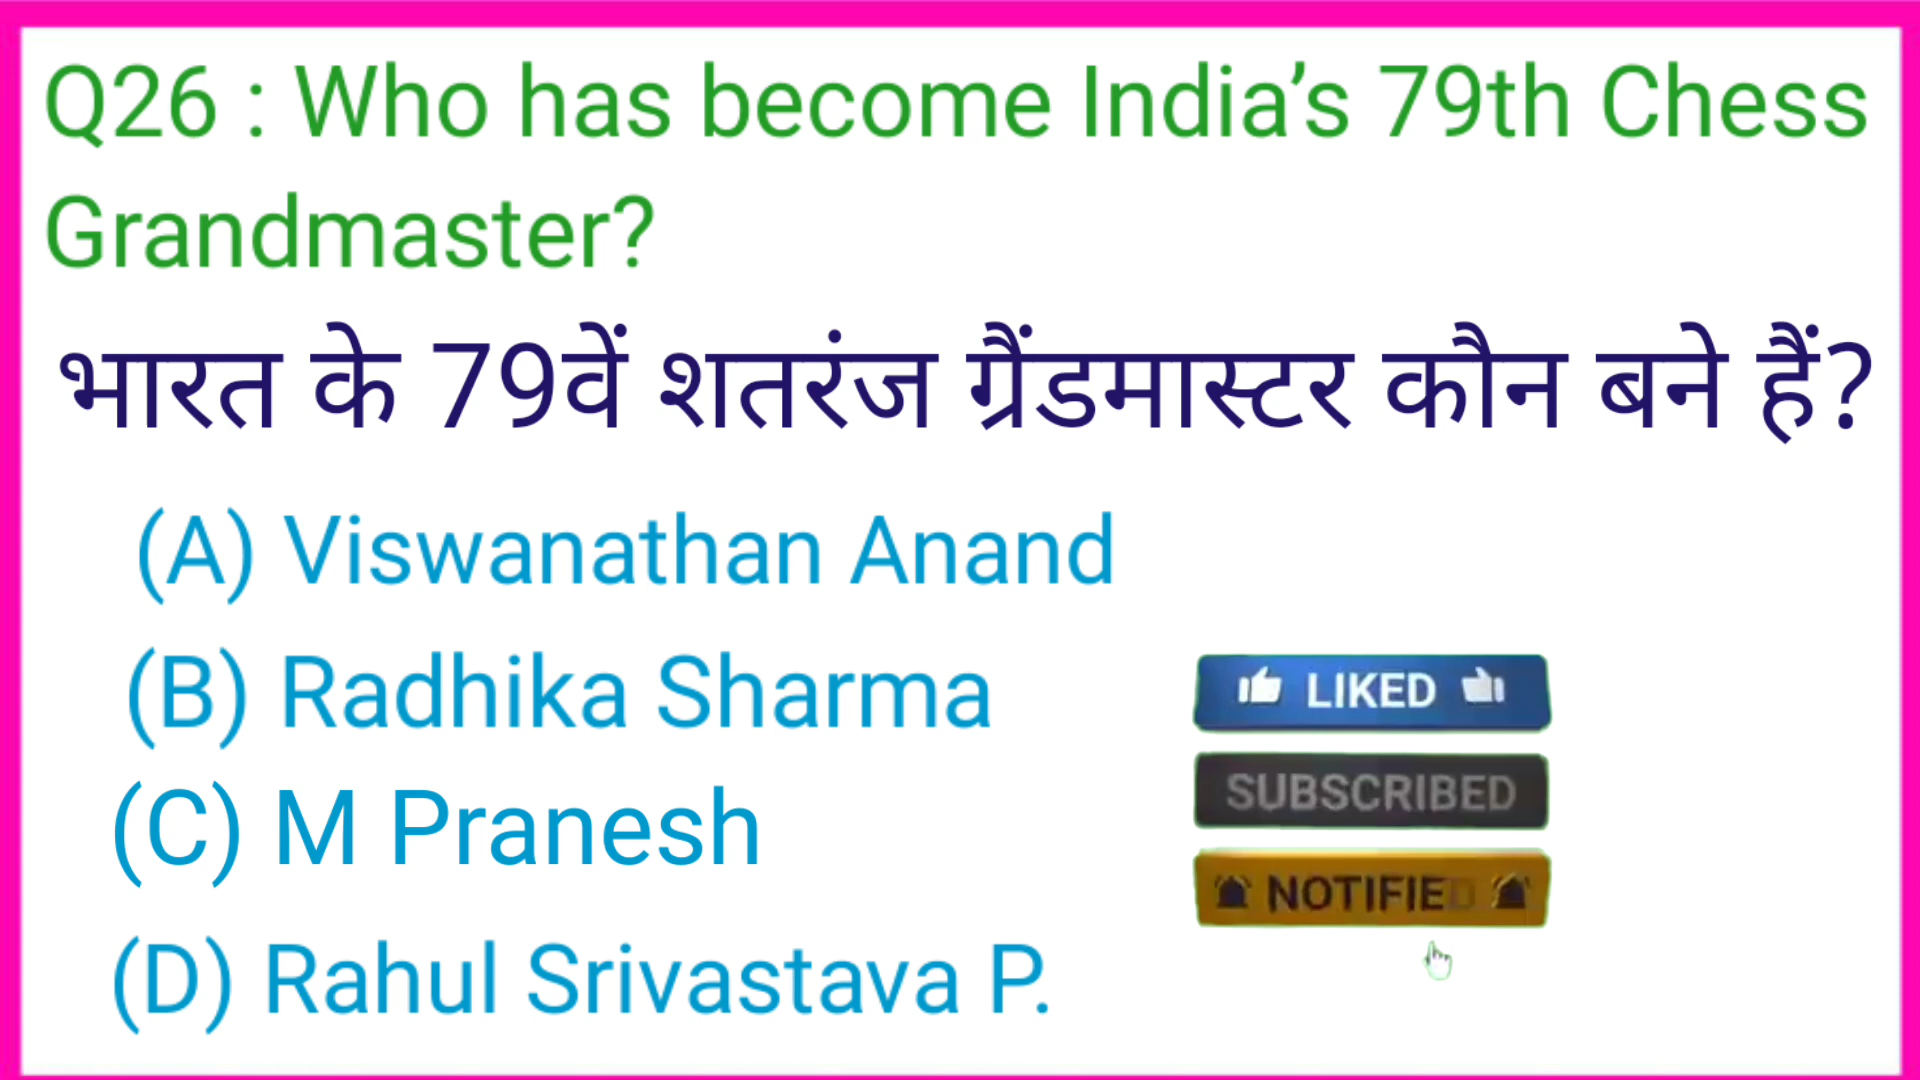 Q26 : Who has become India’s 79th Chess
Grandmaster?
भारत के 79वें शतरंज ग्रैंडमास्टर कौन बने हैं?
(A) Viswanathan Anand
(B) Radhika Sharma
(C) M Pranesh
(D) Rahul Srivastava P.
LIKED
SUBSCRIBED
NOTIFIED